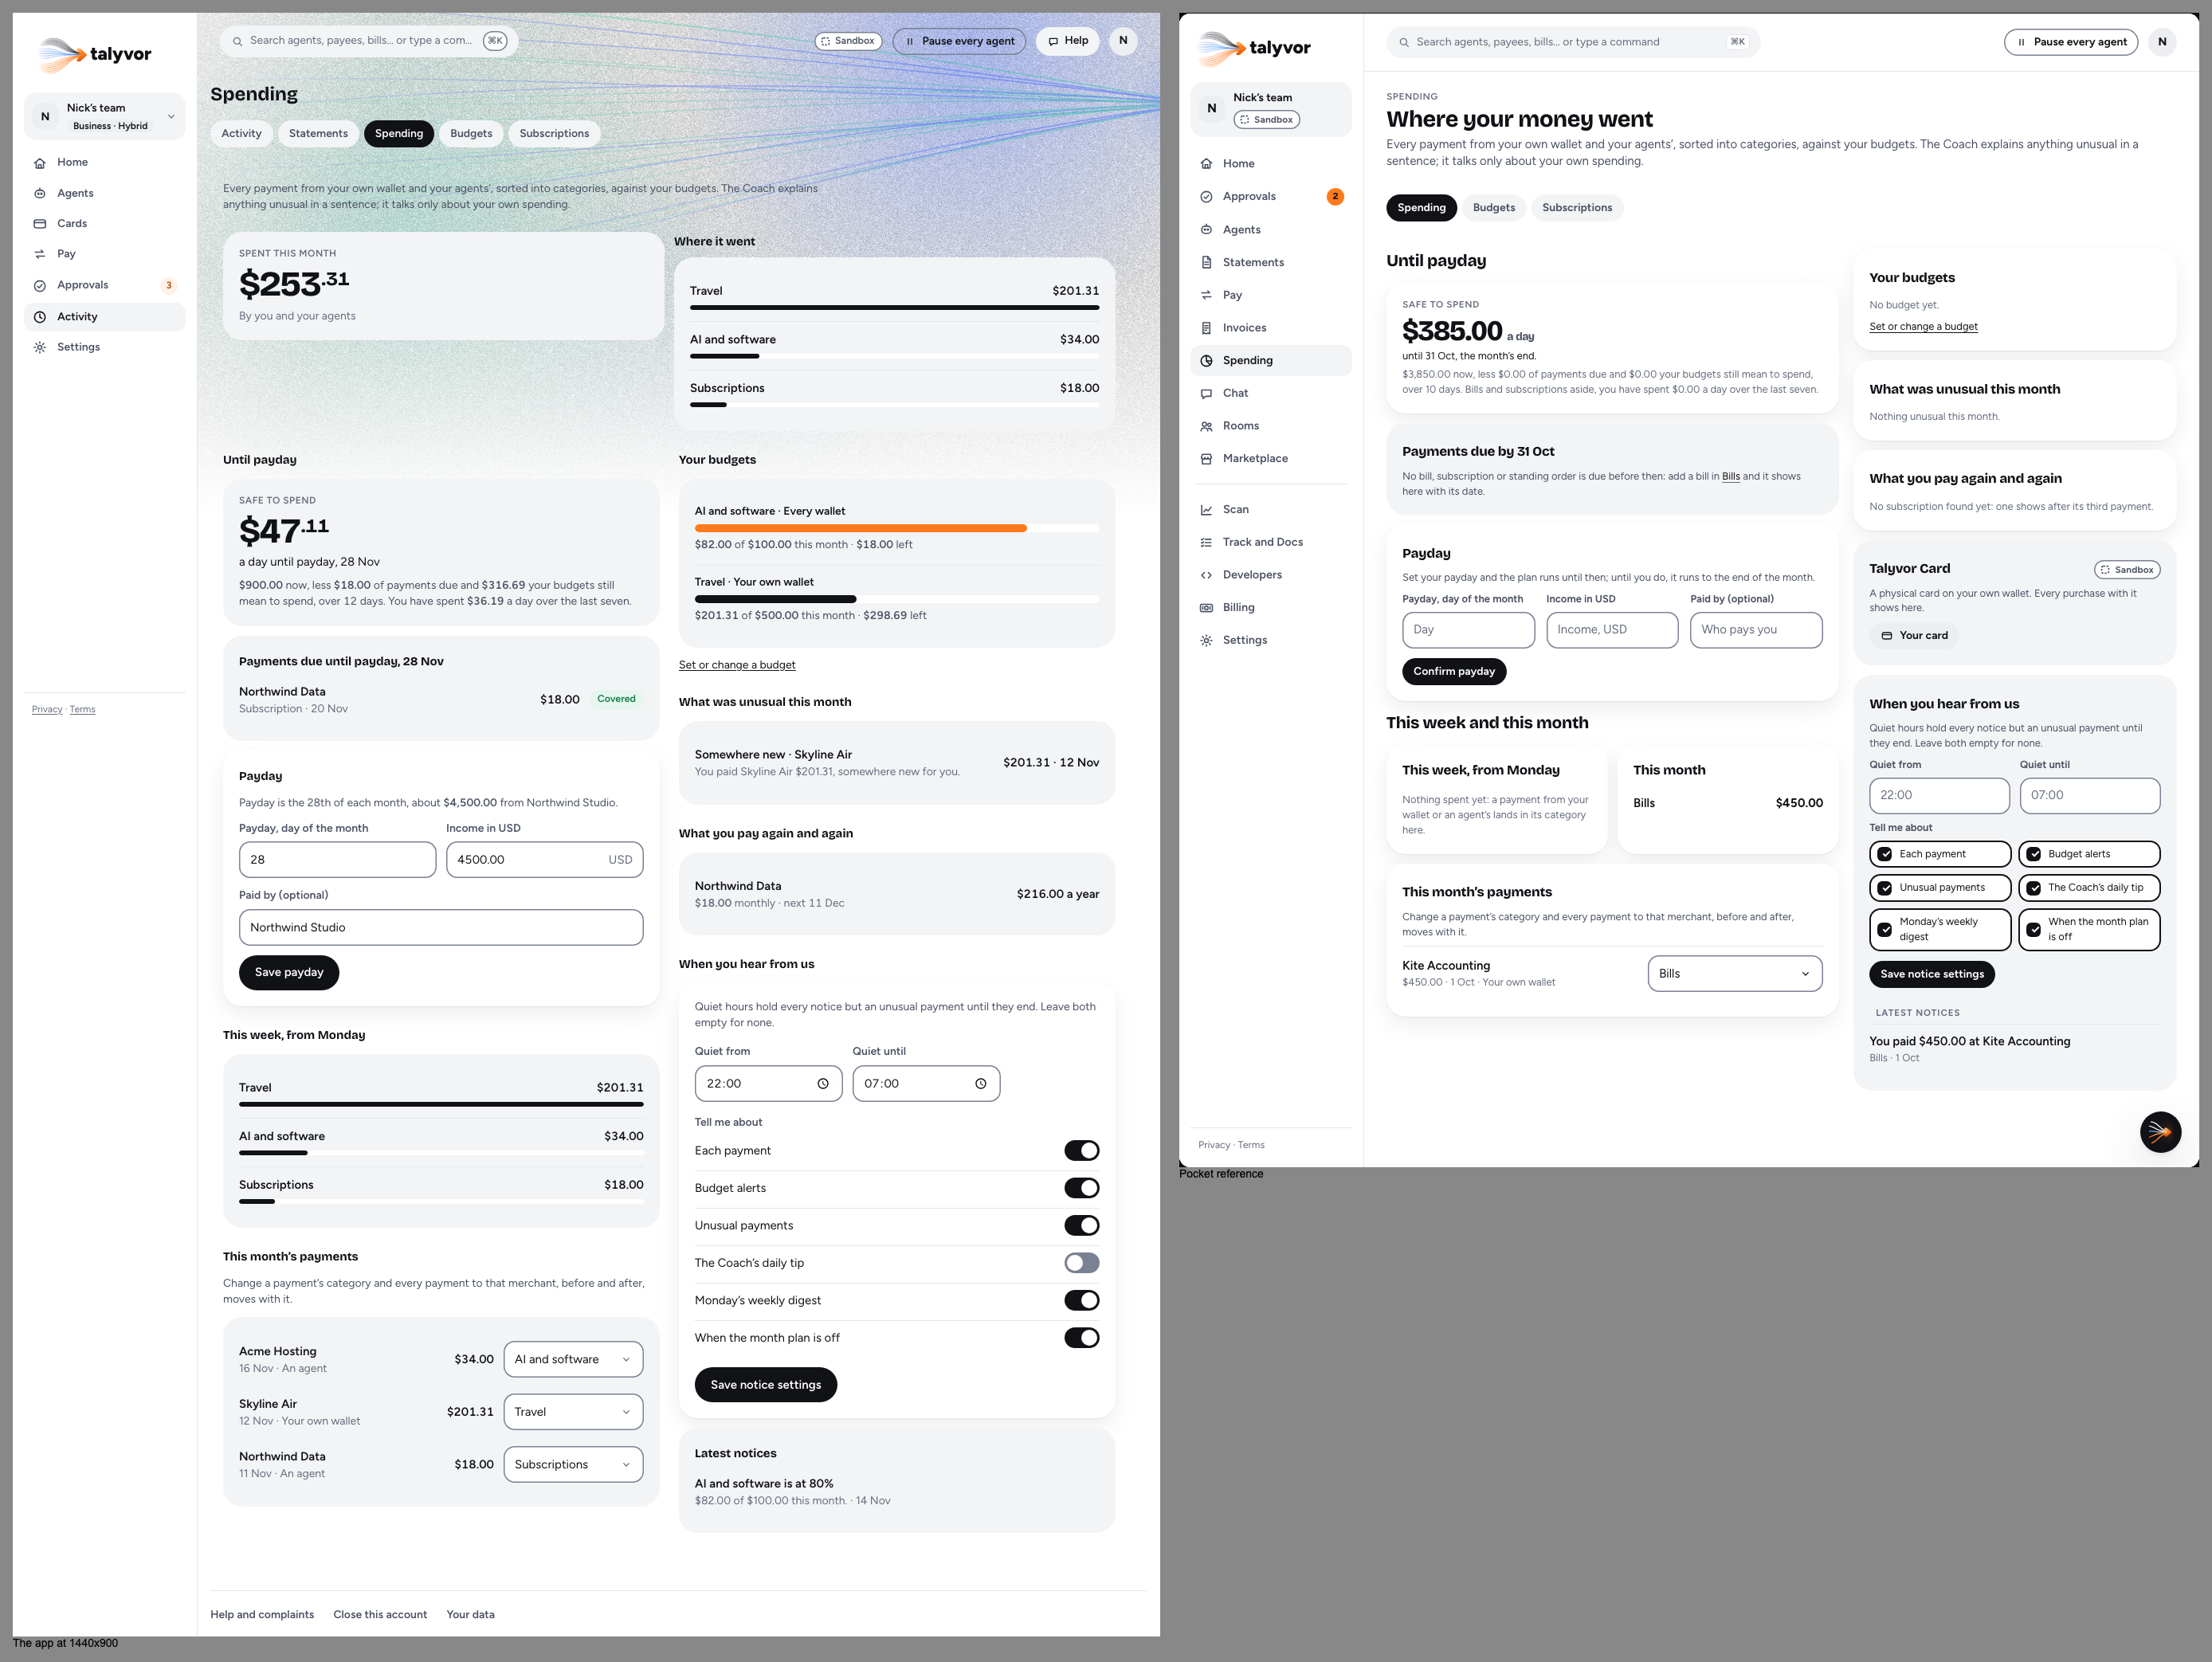 talyvor
Search agents, payees, bills... or type a com...
⌘K
Sandbox
Pause every agent
Help
N
N
Nick's team
Business · Hybrid
Home
Agents
Cards
Pay
Approvals
3
Activity
Settings
Privacy · Terms
Spending
Activity
Statements
Spending
Budgets
Subscriptions
Every payment from your own wallet and your agents', sorted into categories, against your budgets. The Coach explains
anything unusual in a sentence; it talks only about your own spending.
SPENT THIS MONTH
$253.31
By you and your agents
Where it went
Travel
$201.31
AI and software
$34.00
Subscriptions
$18.00
Until payday
SAFE TO SPEND
$47.11
a day until payday, 28 Nov
$900.00 now, less $18.00 of payments due and $316.69 your budgets still
mean to spend, over 12 days. You have spent $36.19 a day over the last seven.
Payments due until payday, 28 Nov
Northwind Data
Subscription · 20 Nov
$18.00
Covered
Payday
Payday is the 28th of each month, about $4,500.00 from Northwind Studio.
Payday, day of the month
Income in USD
28
4500.00
USD
Paid by (optional)
Northwind Studio
Save payday
This week, from Monday
Travel
$201.31
AI and software
$34.00
Subscriptions
$18.00
This month's payments
Change a payment's category and every payment to that merchant, before and after,
moves with it.
Acme Hosting
16 Nov · An agent
$34.00
AI and software
Skyline Air
12 Nov · Your own wallet
$201.31
Travel
Northwind Data
11 Nov · An agent
$18.00
Subscriptions
Your budgets
AI and software · Every wallet
$82.00 of $100.00 this month · $18.00 left
Travel · Your own wallet
$201.31 of $500.00 this month · $298.69 left
Set or change a budget
What was unusual this month
Somewhere new · Skyline Air
You paid Skyline Air $201.31, somewhere new for you.
$201.31 · 12 Nov
What you pay again and again
Northwind Data
$18.00 monthly · next 11 Dec
$216.00 a year
When you hear from us
Quiet hours hold every notice but an unusual payment until they end. Leave both
empty for none.
Quiet from
Quiet until
22:00
07:00
Tell me about
Each payment
Budget alerts
Unusual payments
The Coach's daily tip
Monday's weekly digest
When the month plan is off
Save notice settings
Latest notices
AI and software is at 80%
$82.00 of $100.00 this month. · 14 Nov
Help and complaints
Close this account
Your data
The app at 1440x900
talyvor
Search agents, payees, bills... or type a command
⌘K
Pause every agent
N
N
Nick's team
Sandbox
Home
Approvals
2
Agents
Statements
Pay
Invoices
Spending
Chat
Rooms
Marketplace
Scan
Track and Docs
Developers
Billing
Settings
Privacy · Terms
SPENDING
Where your money went
Every payment from your own wallet and your agents', sorted into categories, against your budgets. The Coach explains anything unusual in a
sentence; it talks only about your own spending.
Spending
Budgets
Subscriptions
Until payday
SAFE TO SPEND
$385.00 a day
until 31 Oct, the month's end.
$3,850.00 now, less $0.00 of payments due and $0.00 your budgets still mean to spend,
over 10 days. Bills and subscriptions aside, you have spent $0.00 a day over the last seven.
Payments due by 31 Oct
No bill, subscription or standing order is due before then: add a bill in Bills and it shows
here with its date.
Payday
Set your payday and the plan runs until then; until you do, it runs to the end of the month.
Payday, day of the month
Income in USD
Paid by (optional)
Day
Income, USD
Who pays you
Confirm payday
This week and this month
This week, from Monday
Nothing spent yet: a payment from your
wallet or an agent's lands in its category
here.
This month
Bills
$450.00
This month's payments
Change a payment's category and every payment to that merchant, before and after,
moves with it.
Kite Accounting
$450.00 · 1 Oct · Your own wallet
Bills
Your budgets
No budget yet.
Set or change a budget
What was unusual this month
Nothing unusual this month.
What you pay again and again
No subscription found yet: one shows after its third payment.
Talyvor Card
Sandbox
A physical card on your own wallet. Every purchase with it
shows here.
Your card
When you hear from us
Quiet hours hold every notice but an unusual payment until
they end. Leave both empty for none.
Quiet from
Quiet until
22:00
07:00
Tell me about
Each payment
Budget alerts
Unusual payments
The Coach's daily tip
Monday's weekly
digest
When the month plan
is off
Save notice settings
LATEST NOTICES
You paid $450.00 at Kite Accounting
Bills · 1 Oct
Pocket reference